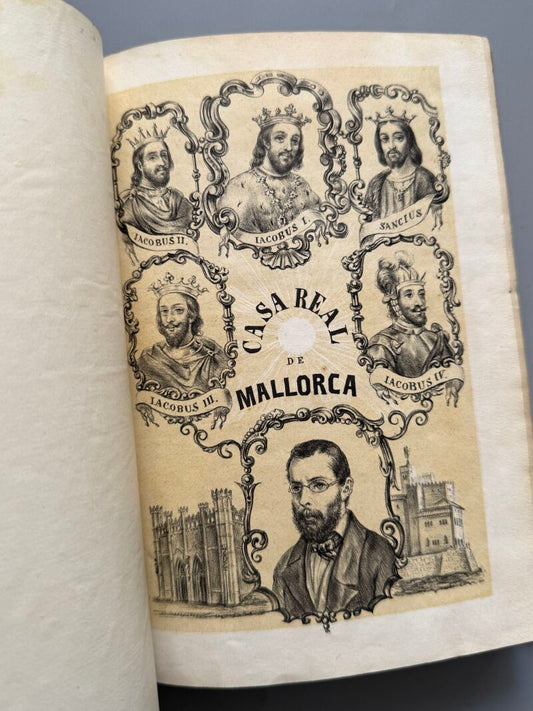 IACOBUS II.
IACOBUS I.
SANCIUS
CASA REAL
DE
MALLORCA
IACOBUS III.
IACOBUS IV.